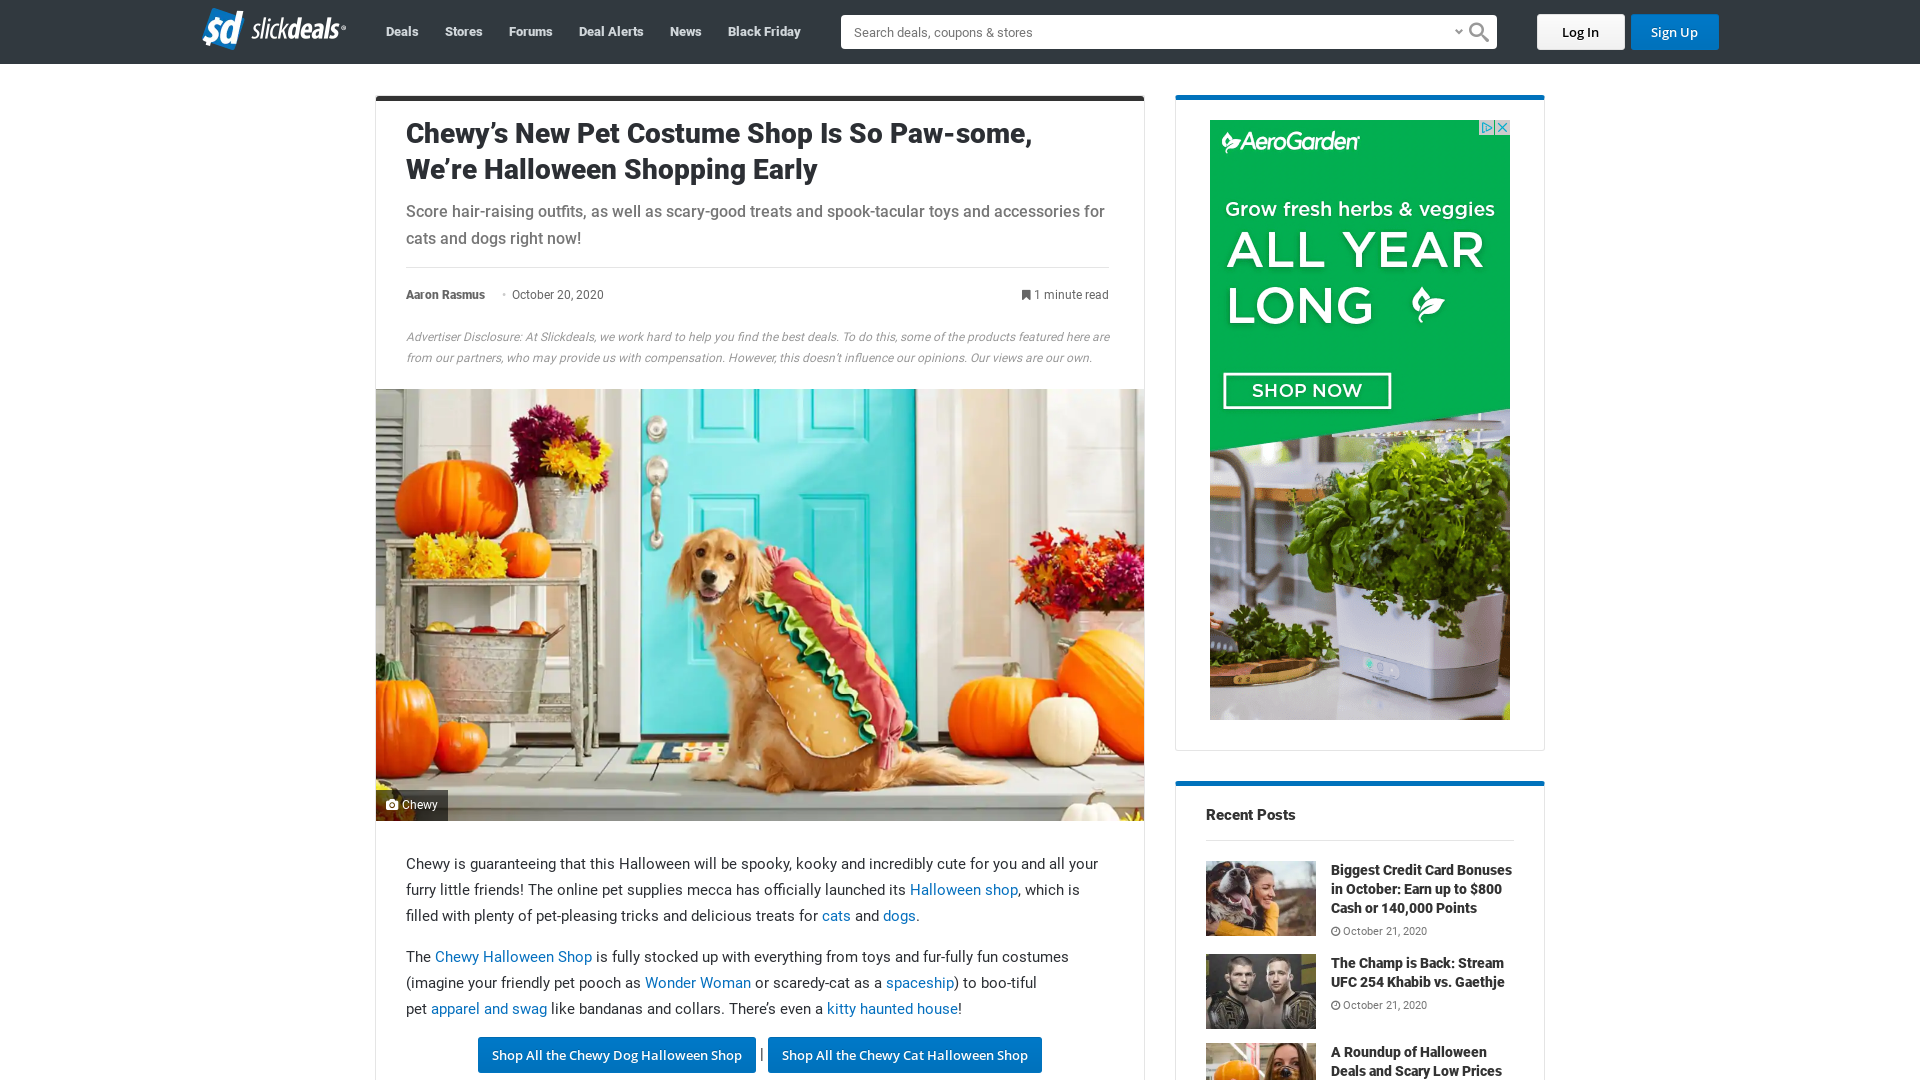 sd slickdeals
Deals
Stores
Forums
Deal Alerts
News
Black Friday
Search deals, coupons & stores
Log In
Sign Up
Chewy’s New Pet Costume Shop Is So Paw-some,
We’re Halloween Shopping Early
Score hair-raising outfits, as well as scary-good treats and spook-tacular toys and accessories for
cats and dogs right now!
Aaron Rasmus
October 20, 2020
1 minute read
Advertiser Disclosure: At Slickdeals, we work hard to help you find the best deals. To do this, some of the products featured here are
from our partners, who may provide us with compensation. However, this doesn’t influence our opinions. Our views are our own.
Chewy
Chewy is guaranteeing that this Halloween will be spooky, kooky and incredibly cute for you and all your
furry little friends! The online pet supplies mecca has officially launched its Halloween shop, which is
filled with plenty of pet-pleasing tricks and delicious treats for cats and dogs.
The Chewy Halloween Shop is fully stocked up with everything from toys and fur-fully fun costumes
(imagine your friendly pet pooch as Wonder Woman or scaredy-cat as a spaceship) to boo-tiful
pet apparel and swag like bandanas and collars. There’s even a kitty haunted house!
Shop All the Chewy Dog Halloween Shop | Shop All the Chewy Cat Halloween Shop
AeroGarden
Grow fresh herbs & veggies
ALL YEAR
LONG
SHOP NOW
Recent Posts
Biggest Credit Card Bonuses
in October: Earn up to $800
Cash or 140,000 Points
October 21, 2020
The Champ is Back: Stream
UFC 254 Khabib vs. Gaethje
October 21, 2020
A Roundup of Halloween
Deals and Scary Low Prices